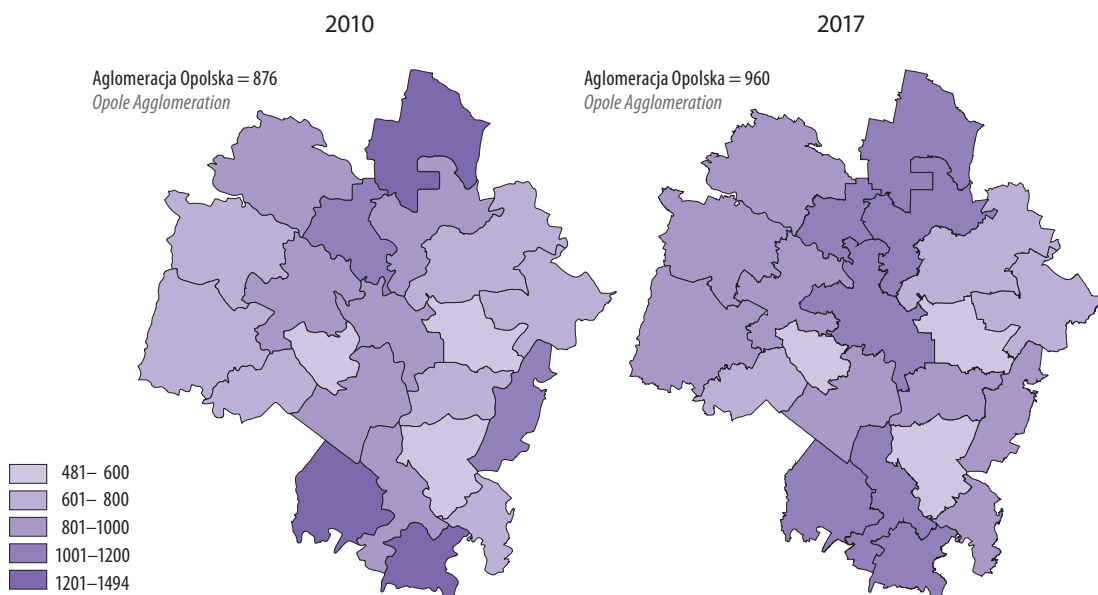 2010
Aglomeracja Opolska = 876
Opole Agglomeration
2017
Aglomeracja Opolska = 960
Opole Agglomeration
481– 600
601– 800
801–1000
1001–1200
1201–1494